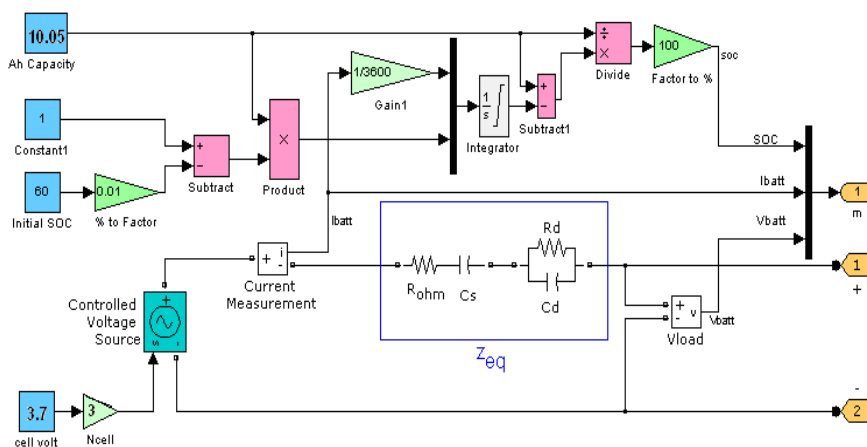 10.05
Ah Capacity
1
Constant1
60
Initial SOC
0.01
% to Factor
+
−
Subtract
×
Product
1/3600
Gain1
1
s
Integrator
+
−
Subtract1
÷
×
Divide
100
Factor to %
soc
SOC
Ibatt
Vbatt
1
m
Ibatt
+
i
-
Current
Measurement
Rohm
Cs
Rd
Cd
Zeq
1
+
+
-
v
Vload
Vbatt
Controlled
Voltage
Source
+
s
-
3.7
cell volt
3
Ncell
-
2